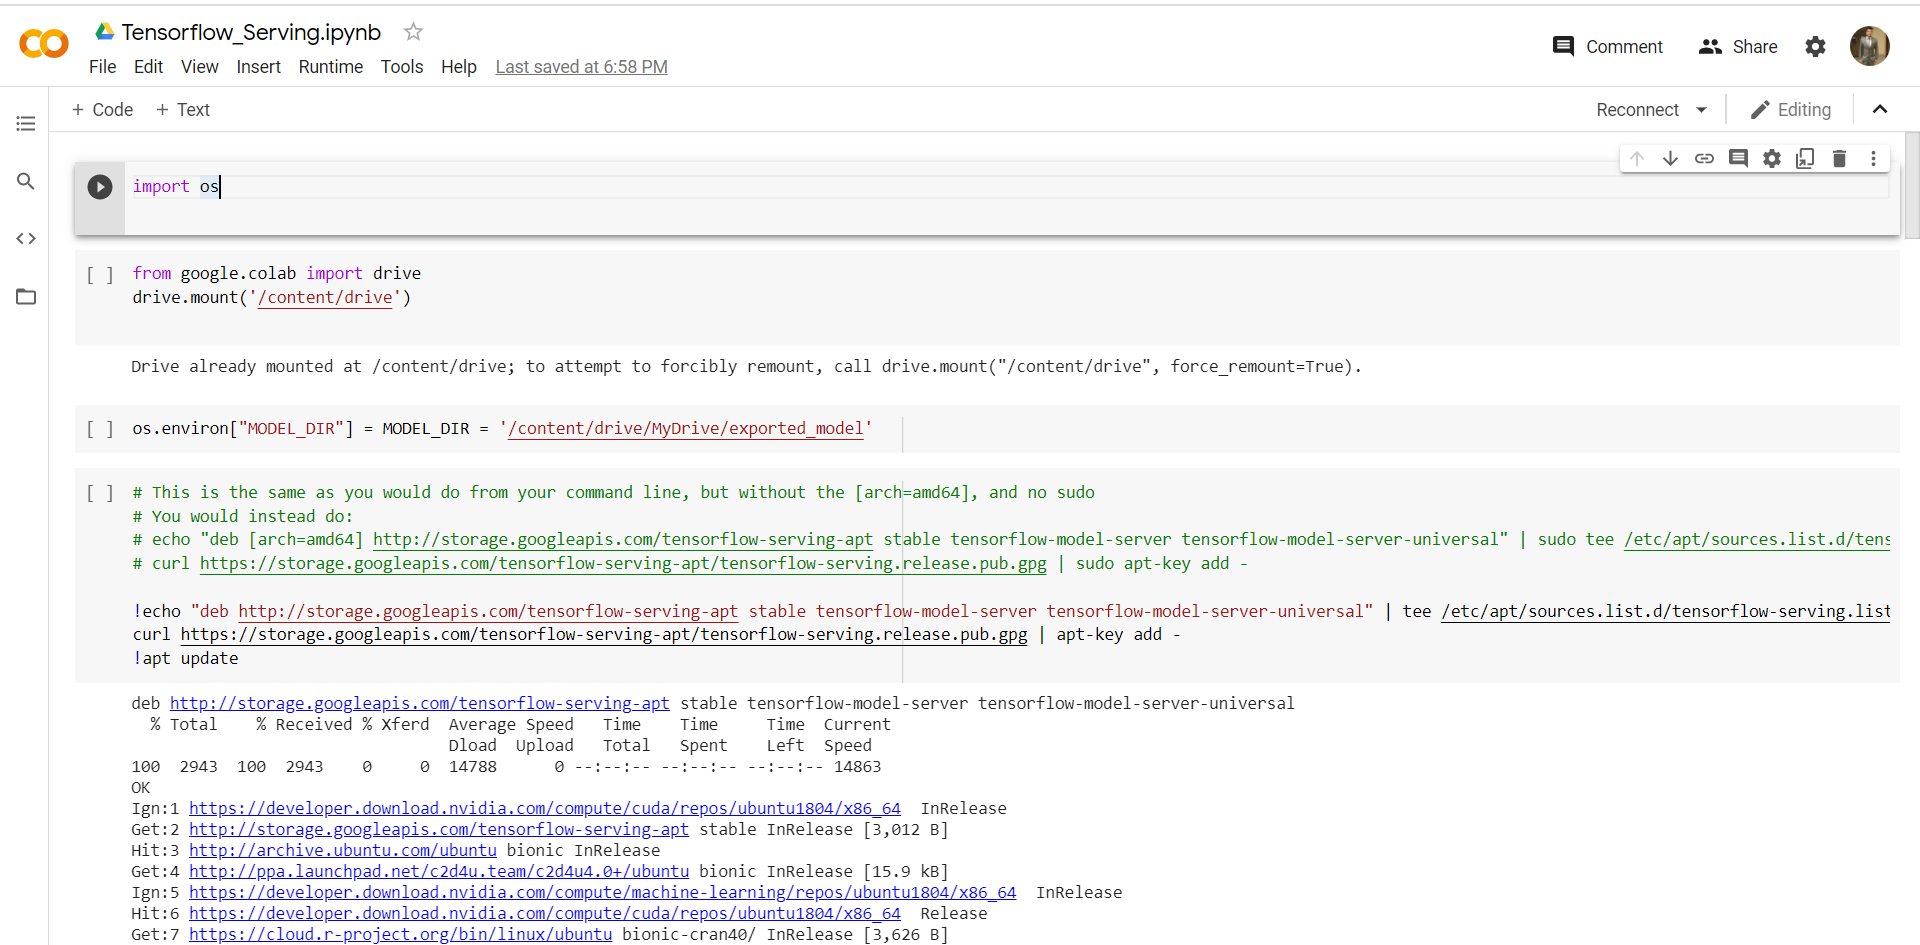 Tensorflow_Serving.ipynb
File Edit View Insert Runtime Tools Help Last saved at 6:58 PM
Comment Share
+ Code + Text
Reconnect Editing
import os
[ ] from google.colab import drive
drive.mount('/content/drive')
Drive already mounted at /content/drive; to attempt to forcibly remount, call drive.mount("/content/drive", force_remount=True).
[ ] os.environ["MODEL_DIR"] = MODEL_DIR = '/content/drive/MyDrive/exported_model'
[ ] # This is the same as you would do from your command line, but without the [arch=amd64], and no sudo
# You would instead do:
# echo "deb [arch=amd64] http://storage.googleapis.com/tensorflow-serving-apt stable tensorflow-model-server tensorflow-model-server-universal" | sudo tee /etc/apt/sources.list.d/tens
# curl https://storage.googleapis.com/tensorflow-serving-apt/tensorflow-serving.release.pub.gpg | sudo apt-key add -
!echo "deb http://storage.googleapis.com/tensorflow-serving-apt stable tensorflow-model-server tensorflow-model-server-universal" | tee /etc/apt/sources.list.d/tensorflow-serving.list
curl https://storage.googleapis.com/tensorflow-serving-apt/tensorflow-serving.release.pub.gpg | apt-key add -
!apt update
deb http://storage.googleapis.com/tensorflow-serving-apt stable tensorflow-model-server tensorflow-model-server-universal
% Total % Received % Xferd Average Speed Time Time Time Current
Dload Upload Total Spent Left Speed
100 2943 100 2943 0 0 14788 0 --:--:-- --:--:-- --:--:-- 14863
OK
Ign:1 https://developer.download.nvidia.com/compute/cuda/repos/ubuntu1804/x86_64 InRelease
Get:2 http://storage.googleapis.com/tensorflow-serving-apt stable InRelease [3,012 B]
Hit:3 http://archive.ubuntu.com/ubuntu bionic InRelease
Get:4 http://ppa.launchpad.net/c2d4u.team/c2d4u4.0+/ubuntu bionic InRelease [15.9 kB]
Ign:5 https://developer.download.nvidia.com/compute/machine-learning/repos/ubuntu1804/x86_64 InRelease
Hit:6 https://developer.download.nvidia.com/compute/cuda/repos/ubuntu1804/x86_64 Release
Get:7 https://cloud.r-project.org/bin/linux/ubuntu bionic-cran40/ InRelease [3,626 B]